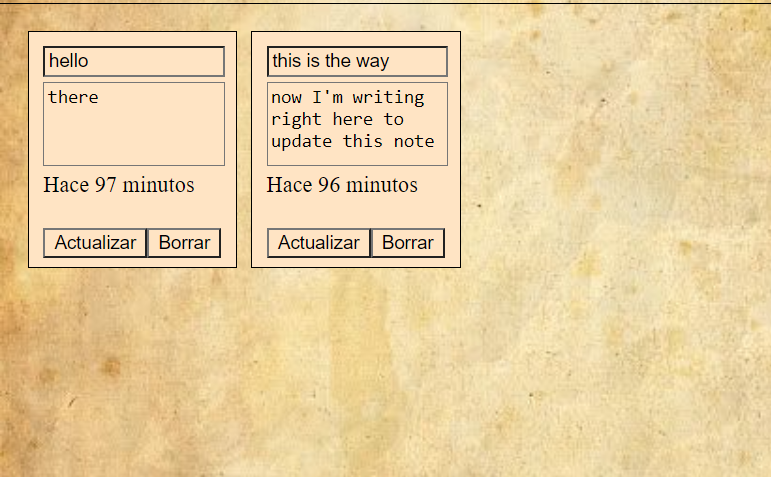 hello
there
Hace 97 minutos
Actualizar Borrar
this is the way
now I'm writing
right here to
update this note
Hace 96 minutos
Actualizar Borrar